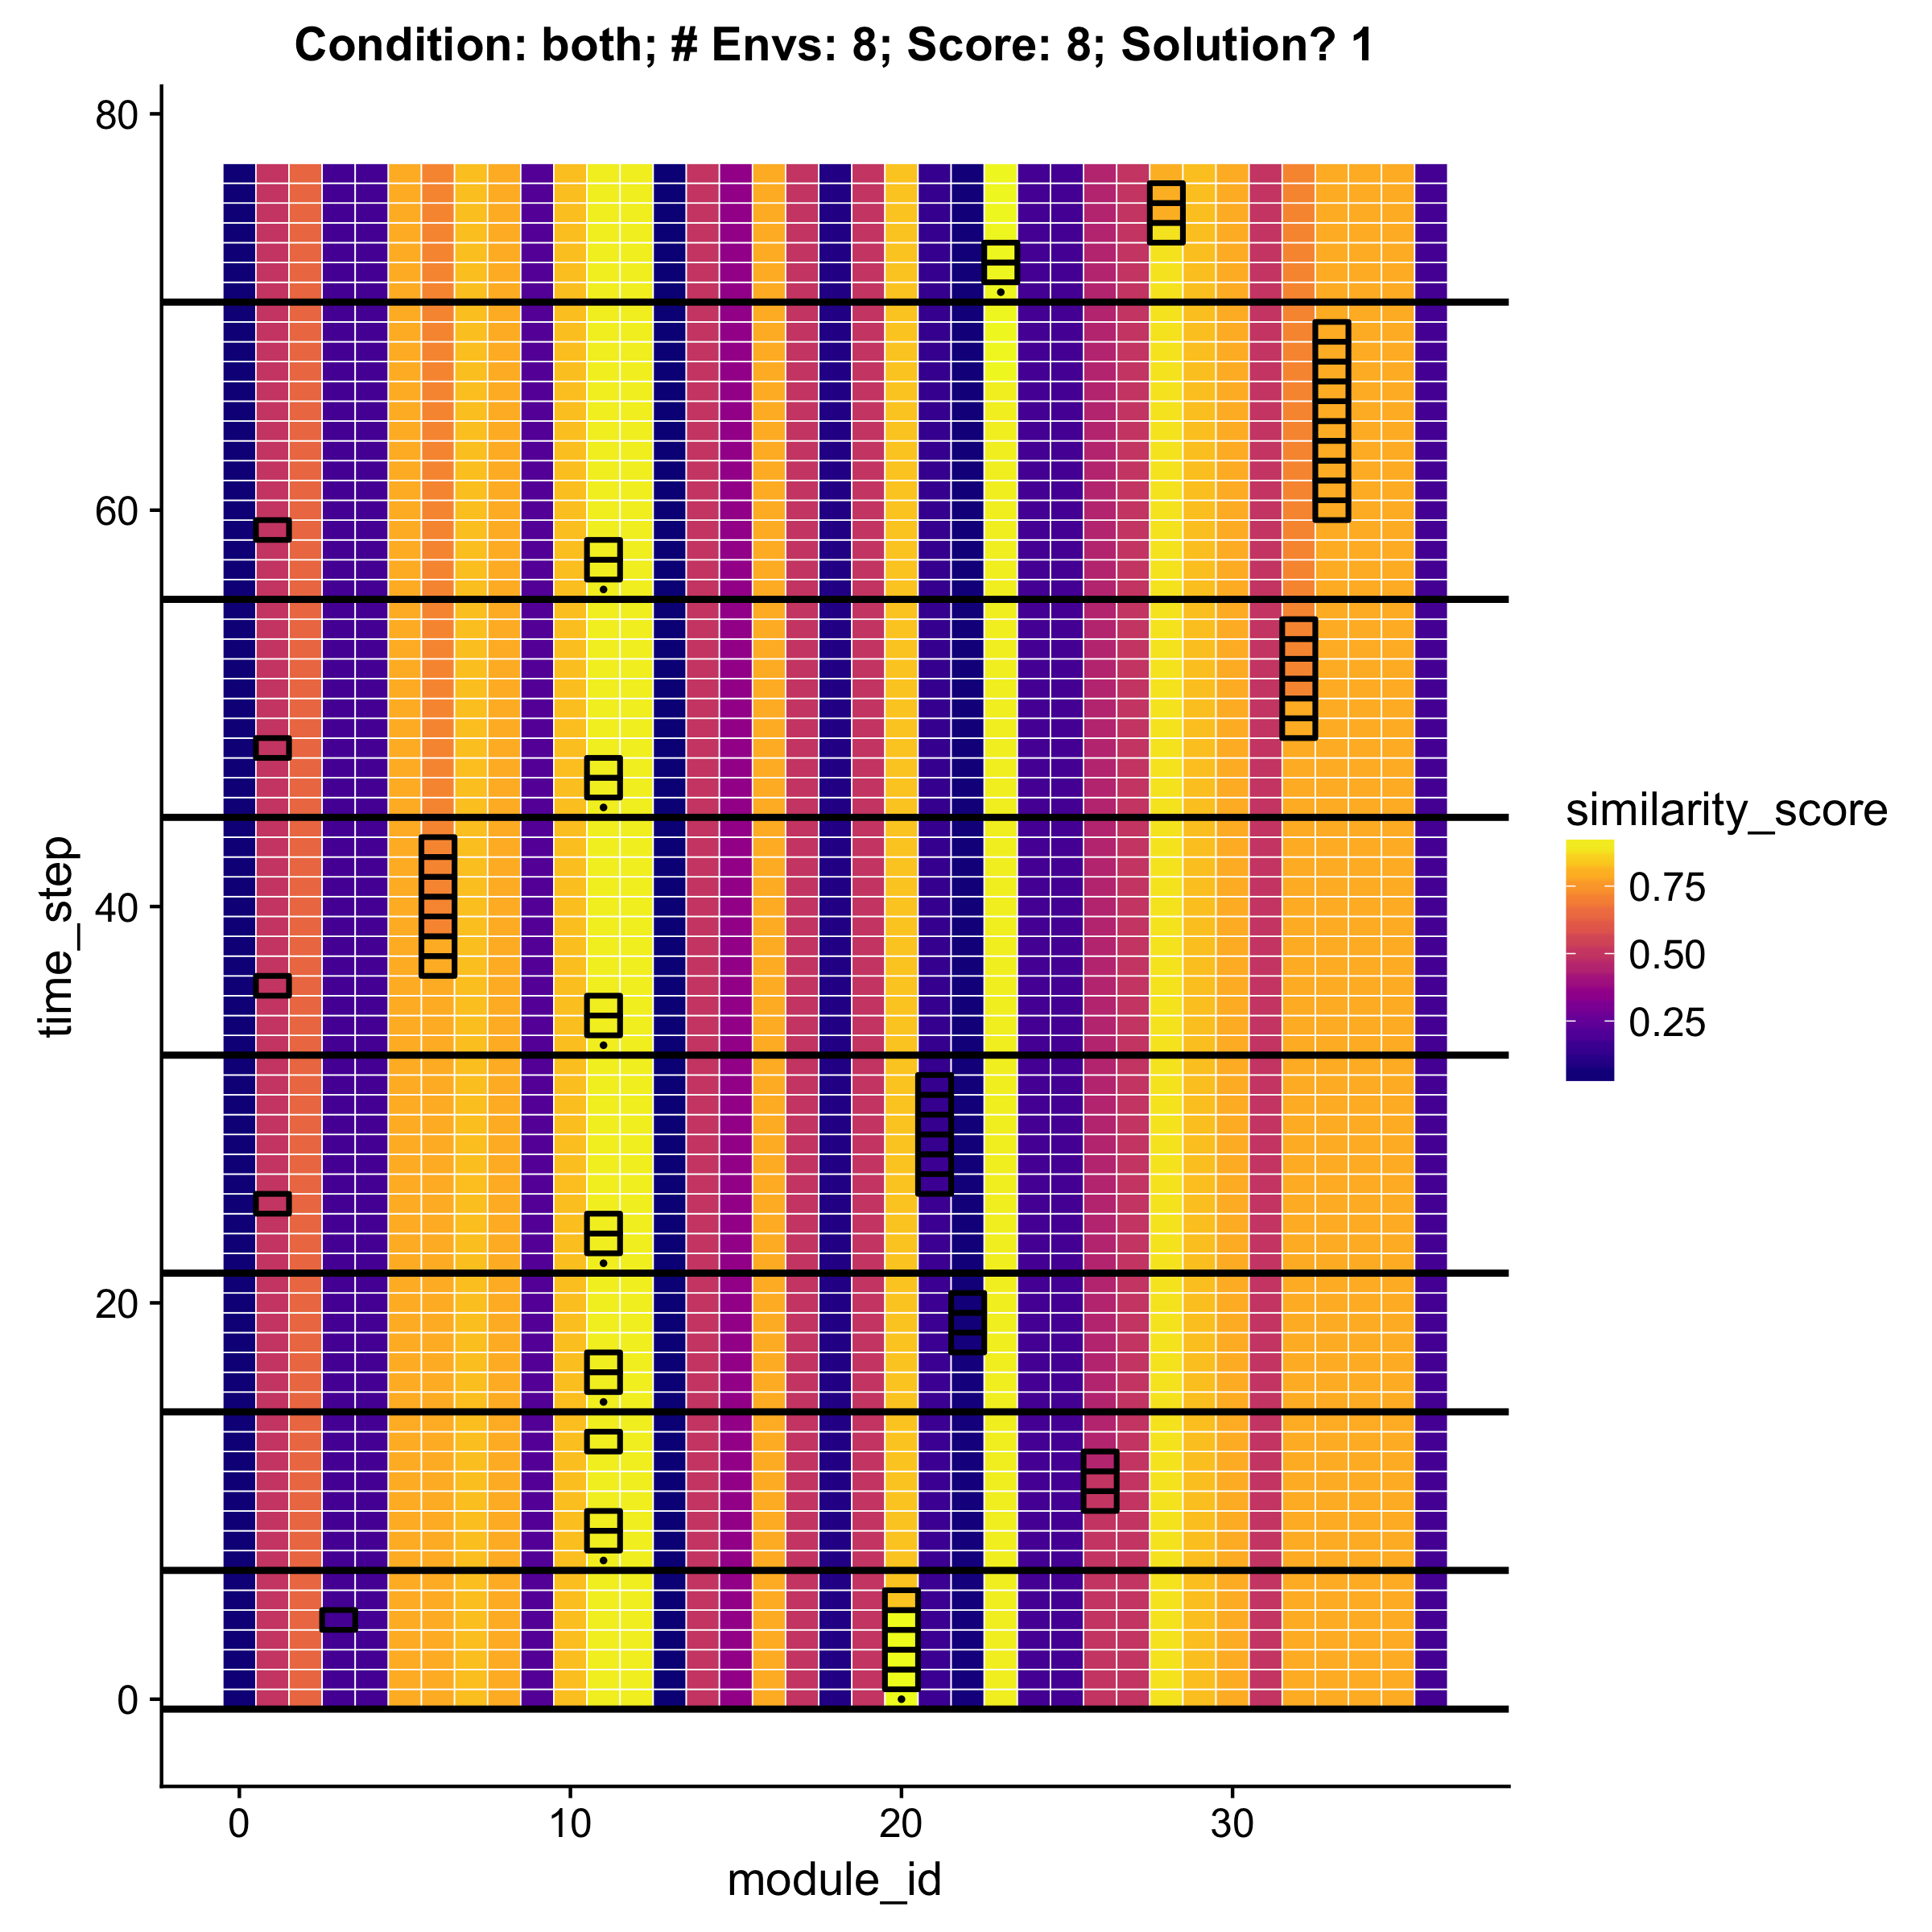 Condition: both; # Envs: 8; Score: 8; Solution? 1
80
60
40
20
0
time_step
0 10 20 30
module_id
similarity_score
0.75
0.50
0.25